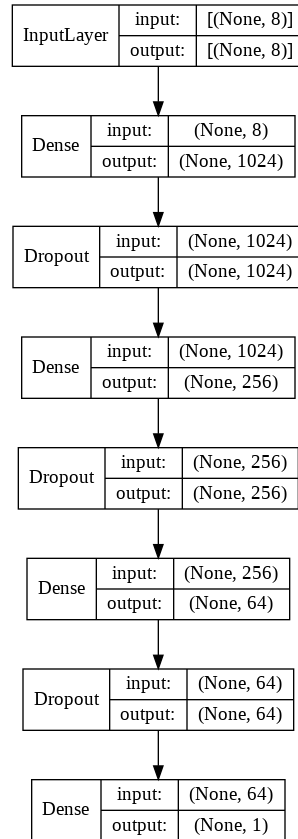 InputLayer input: [(None, 8)]
output: [(None, 8)]
Dense input: (None, 8)
output: (None, 1024)
Dropout input: (None, 1024)
output: (None, 1024)
Dense input: (None, 1024)
output: (None, 256)
Dropout input: (None, 256)
output: (None, 256)
Dense input: (None, 256)
output: (None, 64)
Dropout input: (None, 64)
output: (None, 64)
Dense input: (None, 64)
output: (None, 1)